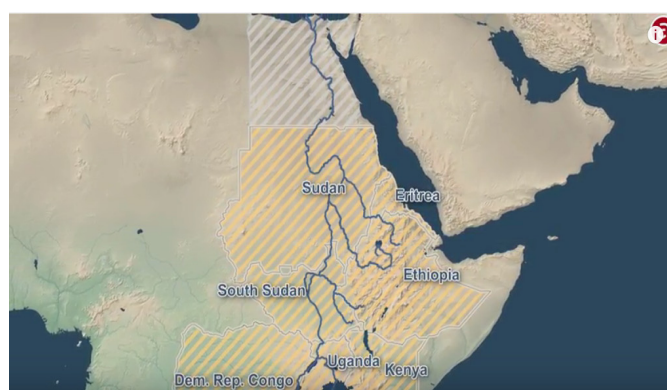 Sudan
Eritrea
Ethiopia
South Sudan
Uganda
Kenya
Dem. Rep. Congo